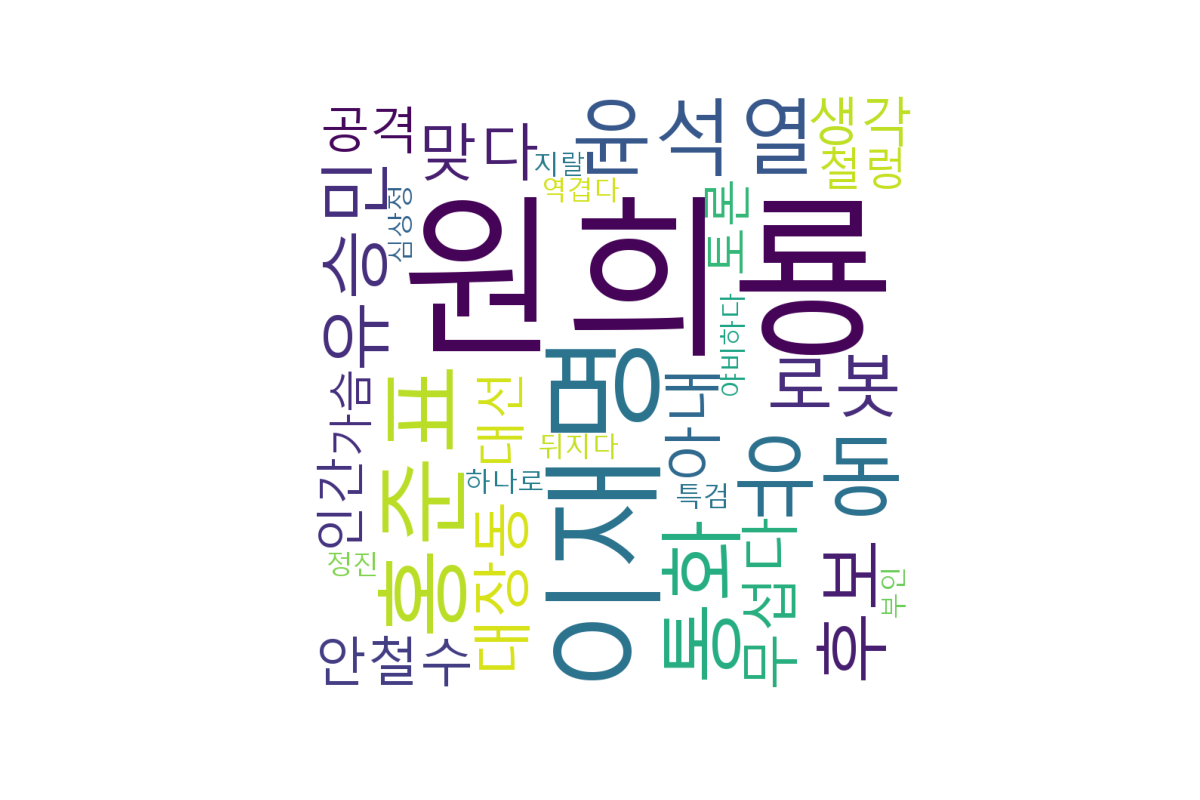 공격
맞다
지랄
윤석열
생각
철렁
역겹다
유승민
심상정
원희룡
토론
야비하다
로봇
가슴
인간
홍준표
대선
이재명
아내
뒤지다
하나로
특검
유동
대장동
통화
무섭다
후보
부인
정진
안철수